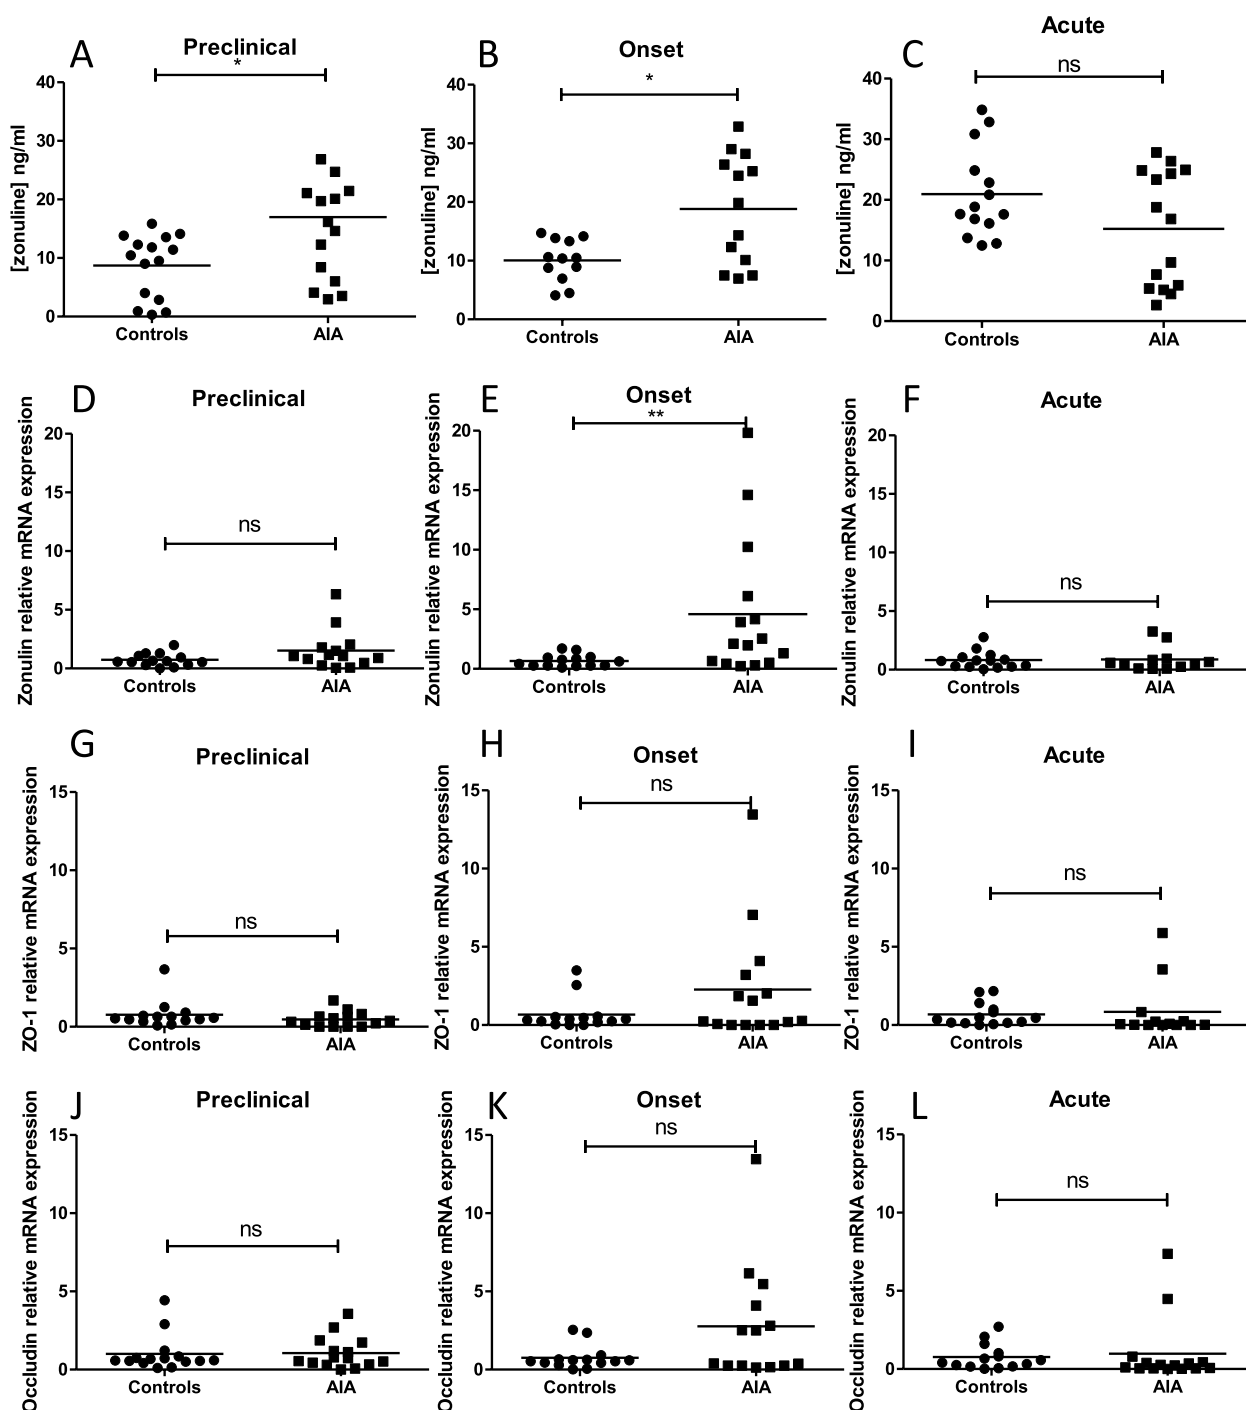 A
Preclinical
*
[zonuline] ng/ml
40
30
20
10
0
Controls
AIA
B
Onset
*
[zonuline] ng/ml
40
30
20
10
0
Controls
AIA
C
Acute
ns
[zonuline] ng/ml
40
30
20
10
0
Controls
AIA
D
Preclinical
ns
Zonulin relative mRNA expression
20
15
10
5
0
Controls
AIA
E
Onset
**
Zonulin relative mRNA expression
20
15
10
5
0
Controls
AIA
F
Acute
ns
Zonulin relative mRNA expression
20
15
10
5
0
Controls
AIA
G
Preclinical
ns
ZO-1 relative mRNA expression
15
10
5
0
Controls
AIA
H
Onset
ns
ZO-1 relative mRNA expression
15
10
5
0
Controls
AIA
I
Acute
ns
ZO-1 relative mRNA expression
15
10
5
0
Controls
AIA
J
Preclinical
ns
Occludin relative mRNA expression
15
10
5
0
Controls
AIA
K
Onset
ns
Occludin relative mRNA expression
15
10
5
0
Controls
AIA
L
Acute
ns
Occludin relative mRNA expression
15
10
5
0
Controls
AIA